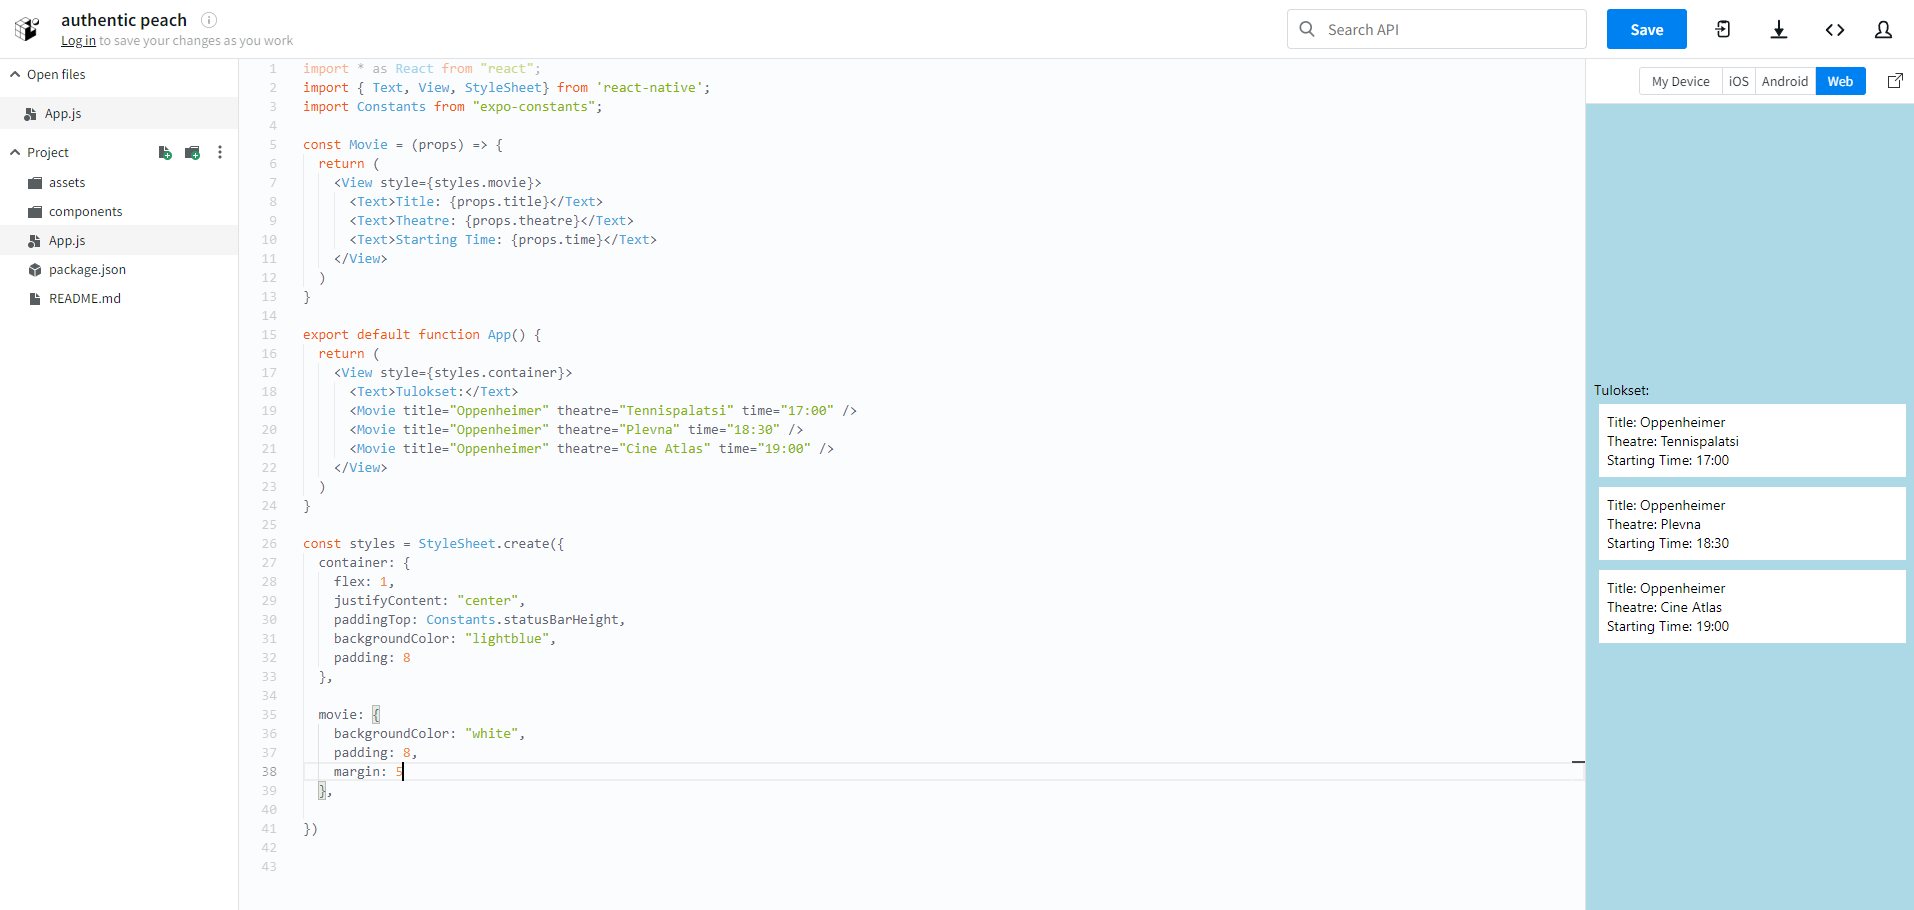 authentic peach
Log in to save your changes as you work
Search API
Save
Open files
App.js
Project
assets
components
App.js
package.json
README.md
1 import * as React from "react";
2 import { Text, View, StyleSheet} from 'react-native';
3 import Constants from "expo-constants";
4
5 const Movie = (props) => {
6   return (
7     <View style={styles.movie}>
8       <Text>Title: {props.title}</Text>
9       <Text>Theatre: {props.theatre}</Text>
10       <Text>Starting Time: {props.time}</Text>
11     </View>
12   )
13 }
14
15 export default function App() {
16   return (
17     <View style={styles.container}>
18       <Text>Tulokset:</Text>
19       <Movie title="Oppenheimer" theatre="Tennispalatsi" time="17:00" />
20       <Movie title="Oppenheimer" theatre="Plevna" time="18:30" />
21       <Movie title="Oppenheimer" theatre="Cine Atlas" time="19:00" />
22     </View>
23   )
24 }
25
26 const styles = StyleSheet.create({
27   container: {
28     flex: 1,
29     justifyContent: "center",
30     paddingTop: Constants.statusBarHeight,
31     backgroundColor: "lightblue",
32     padding: 8
33   },
34
35   movie: {
36     backgroundColor: "white",
37     padding: 8,
38     margin: 5
39   },
40
41 })
42
43
My Device iOS Android Web
Tulokset:
Title: Oppenheimer
Theatre: Tennispalatsi
Starting Time: 17:00
Title: Oppenheimer
Theatre: Plevna
Starting Time: 18:30
Title: Oppenheimer
Theatre: Cine Atlas
Starting Time: 19:00